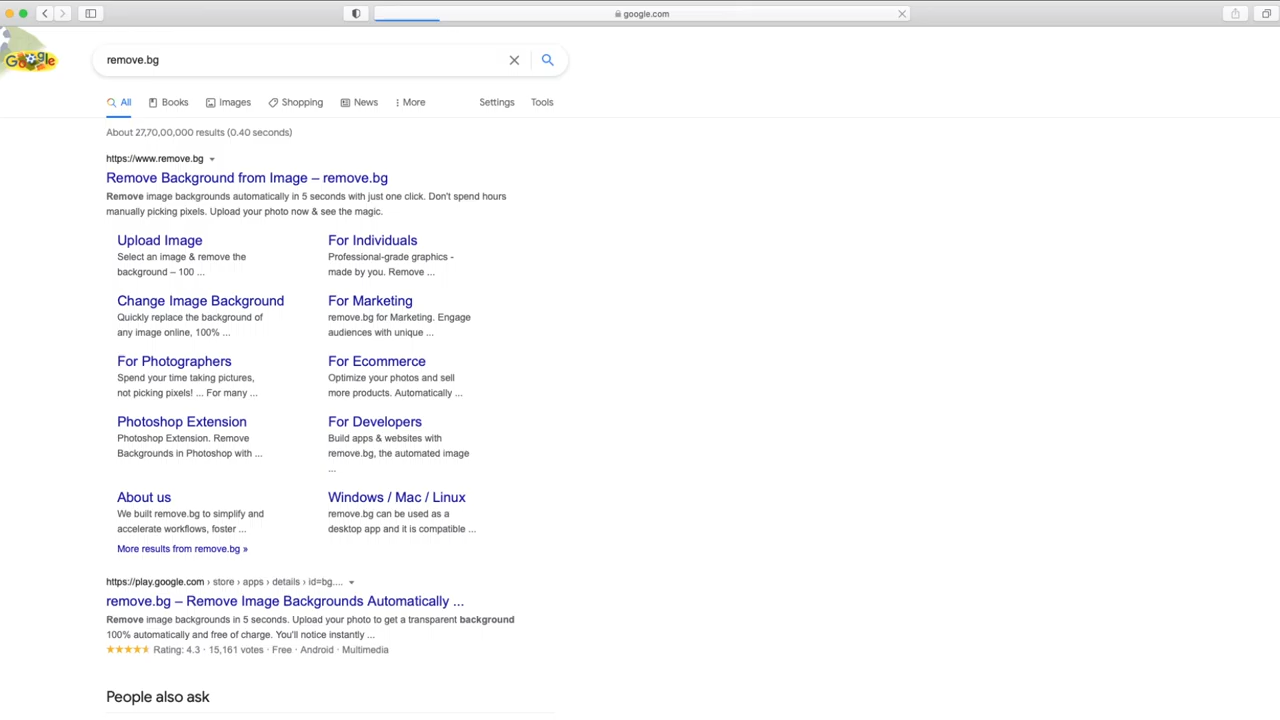 google.com
Google
remove.bg
All Books Images Shopping News More Settings Tools
About 27,70,00,000 results (0.40 seconds)
https://www.remove.bg
Remove Background from Image – remove.bg
Remove image backgrounds automatically in 5 seconds with just one click. Don't spend hours
manually picking pixels. Upload your photo now & see the magic.
Upload Image
Select an image & remove the
background – 100 ...
For Individuals
Professional-grade graphics -
made by you. Remove ...
Change Image Background
Quickly replace the background of
any image online, 100% ...
For Marketing
remove.bg for Marketing. Engage
audiences with unique ...
For Photographers
Spend your time taking pictures,
not picking pixels! ... For many ...
For Ecommerce
Optimize your photos and sell
more products. Automatically ...
Photoshop Extension
Photoshop Extension. Remove
Backgrounds in Photoshop with ...
For Developers
Build apps & websites with
remove.bg, the automated image
...
About us
We built remove.bg to simplify and
accelerate workflows, foster ...
Windows / Mac / Linux
remove.bg can be used as a
desktop app and it is compatible ...
More results from remove.bg »
https://play.google.com › store › apps › details › id=bg....
remove.bg – Remove Image Backgrounds Automatically ...
Remove image backgrounds in 5 seconds. Upload your photo to get a transparent background
100% automatically and free of charge. You'll notice instantly ...
Rating: 4.3 · 15,161 votes · Free · Android · Multimedia
People also ask